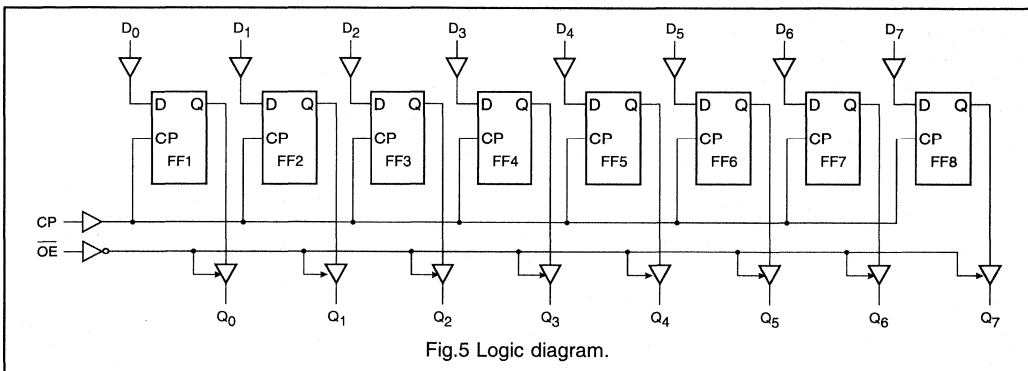 D0 D1 D2 D3 D4 D5 D6 D7
D Q D Q D Q D Q D Q D Q D Q D Q
CP CP CP CP CP CP CP CP
FF1 FF2 FF3 FF4 FF5 FF6 FF7 FF8
CP
OE
Q0 Q1 Q2 Q3 Q4 Q5 Q6 Q7
Fig.5 Logic diagram.